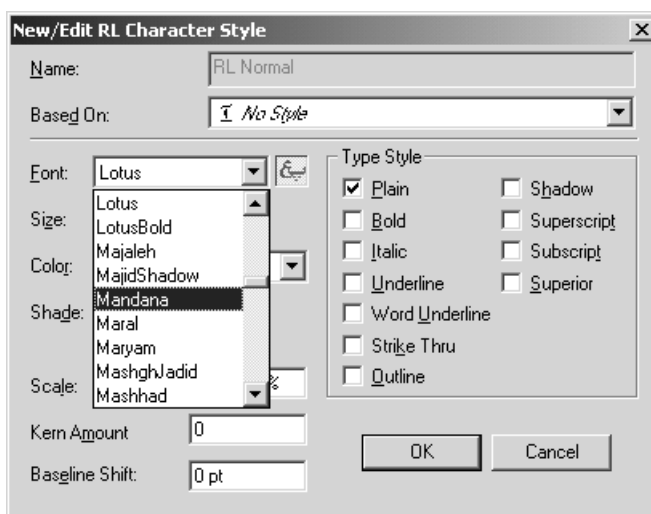 New/Edit RL Character Style
Name: RL Normal
Based On: No Style
Font: Lotus
Lotus
LotusBold
Majaleh
MajidShadow
Mandana
Maral
Maryam
MashghJadid
Mashhad
Size:
Color:
Shade:
Scale: %
Kern Amount 0
Baseline Shift: 0 pt
Type Style
Plain
Bold
Italic
Underline
Word Underline
Strike Thru
Outline
Shadow
Superscript
Subscript
Superior
OK Cancel